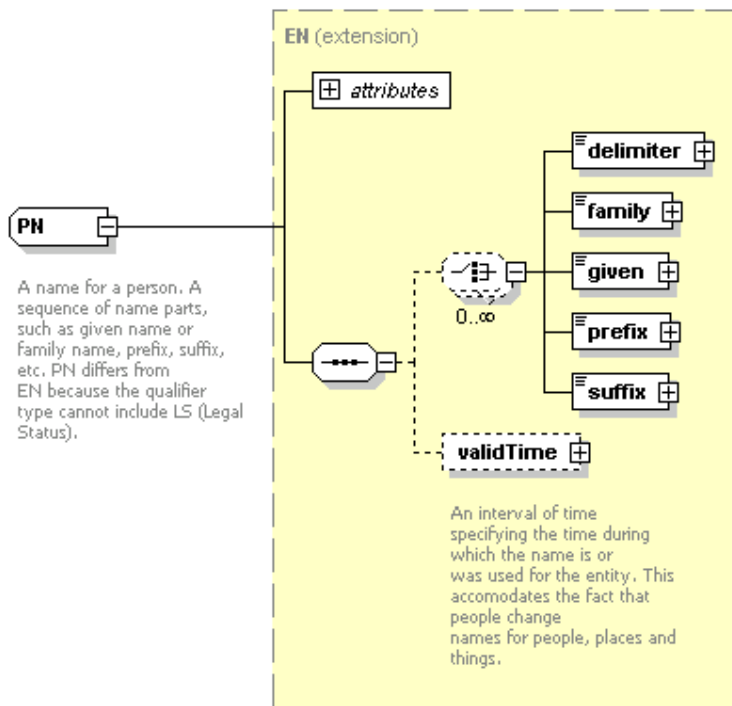 EN (extension)
attributes
delimiter
family
PN
given
A name for a person. A
sequence of name parts,
such as given name or
family name, prefix, suffix,
etc. PN differs from
EN because the qualifier
type cannot include LS (Legal
Status).
0..∞
prefix
suffix
validTime
An interval of time
specifying the time during
which the name is or
was used for the entity. This
accomodates the fact that
people change
names for people, places and
things.